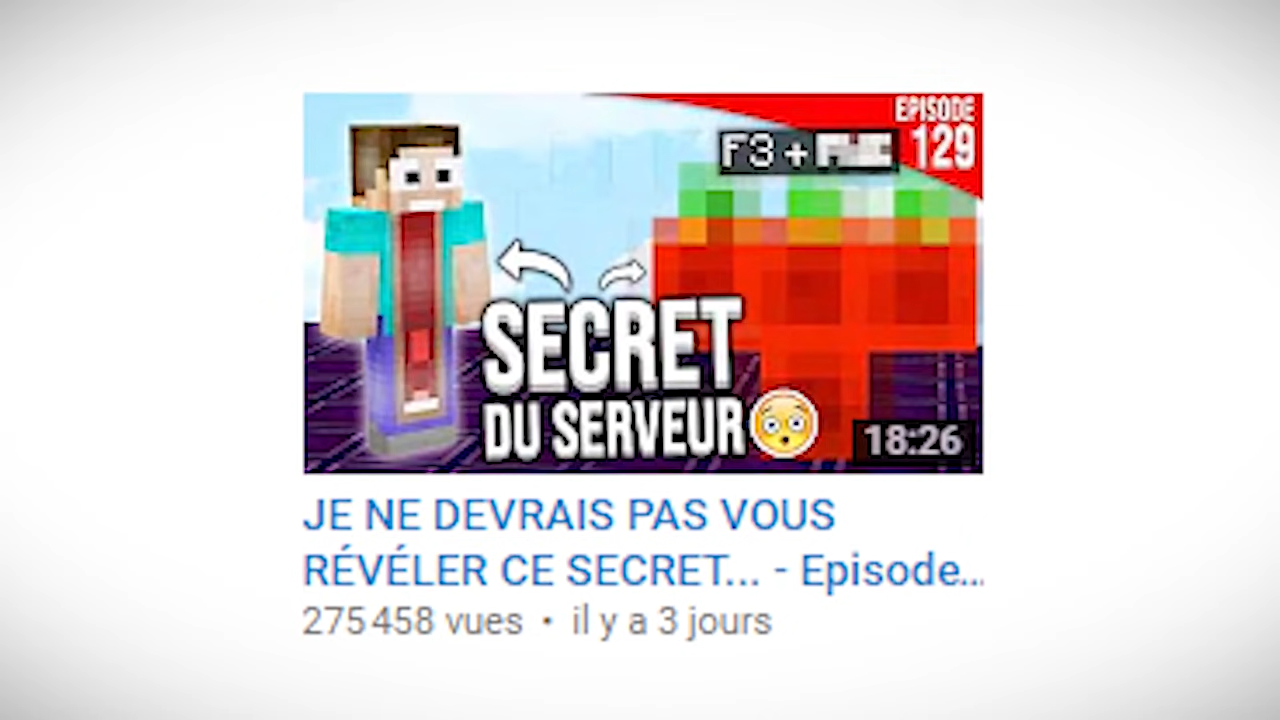 EPISODE
129
F3 +
SECRET
DU SERVEUR
18:26
JE NE DEVRAIS PAS VOUS
RÉVÉLER CE SECRET... - Episode...
275 458 vues • il y a 3 jours